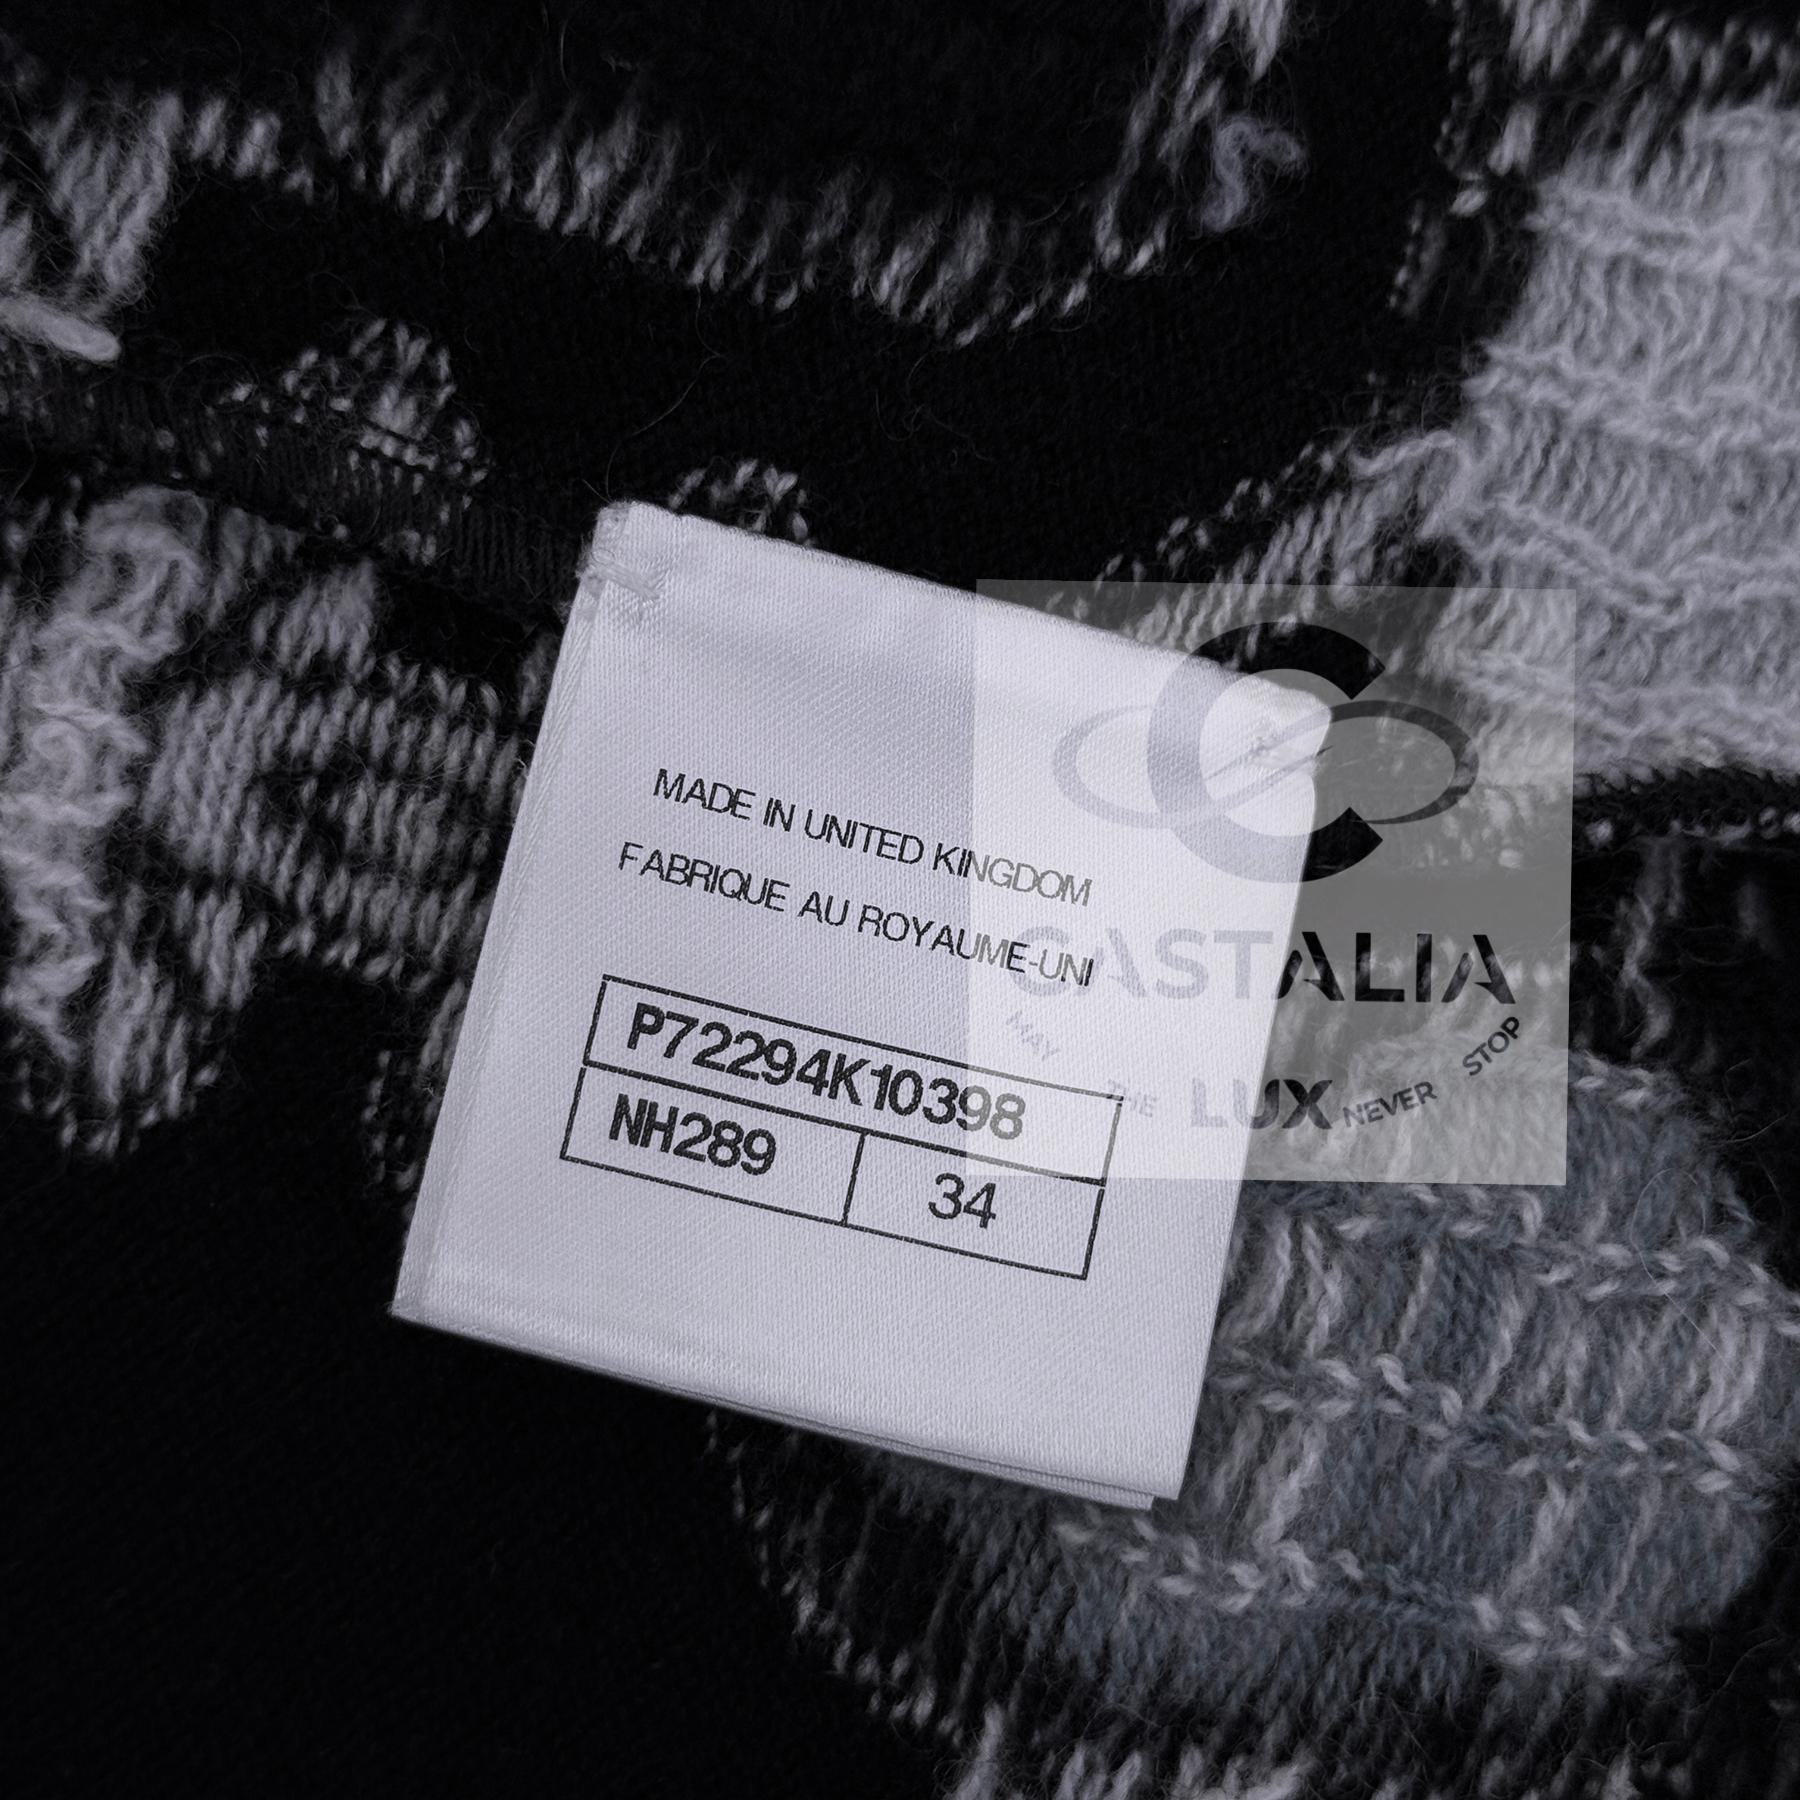 MADE IN UNITED KINGDOM
FABRIQUE AU ROYAUME-UNI
P72294K10398
NH289
34
CASTALIA
MAY THE LUX NEVER STOP